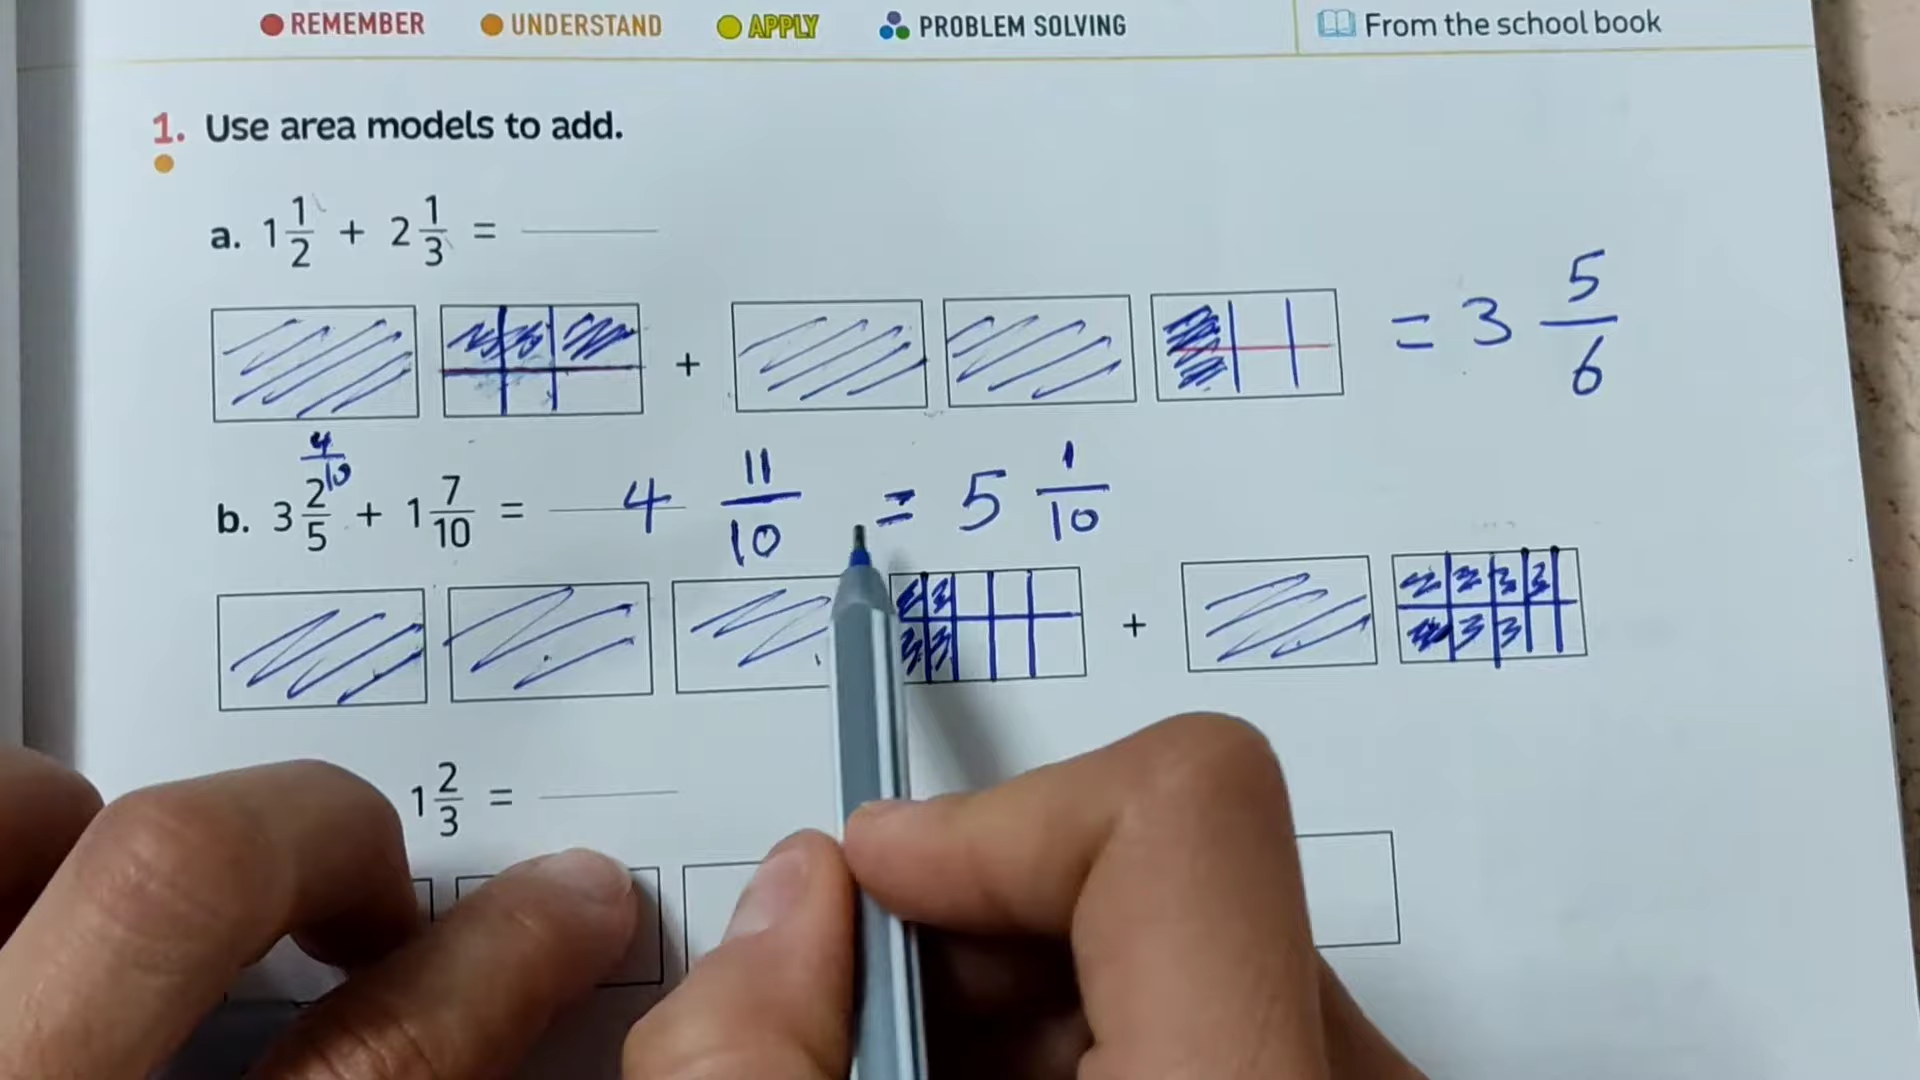 REMEMBER UNDERSTAND APPLY PROBLEM SOLVING From the school book
1. Use area models to add.
a. 1 1/2 + 2 1/3 =
= 3 5/6
4/10
b. 3 2/5 + 1 7/10 = 4 11/10 = 5 1/10
+
+
1 2/3 =